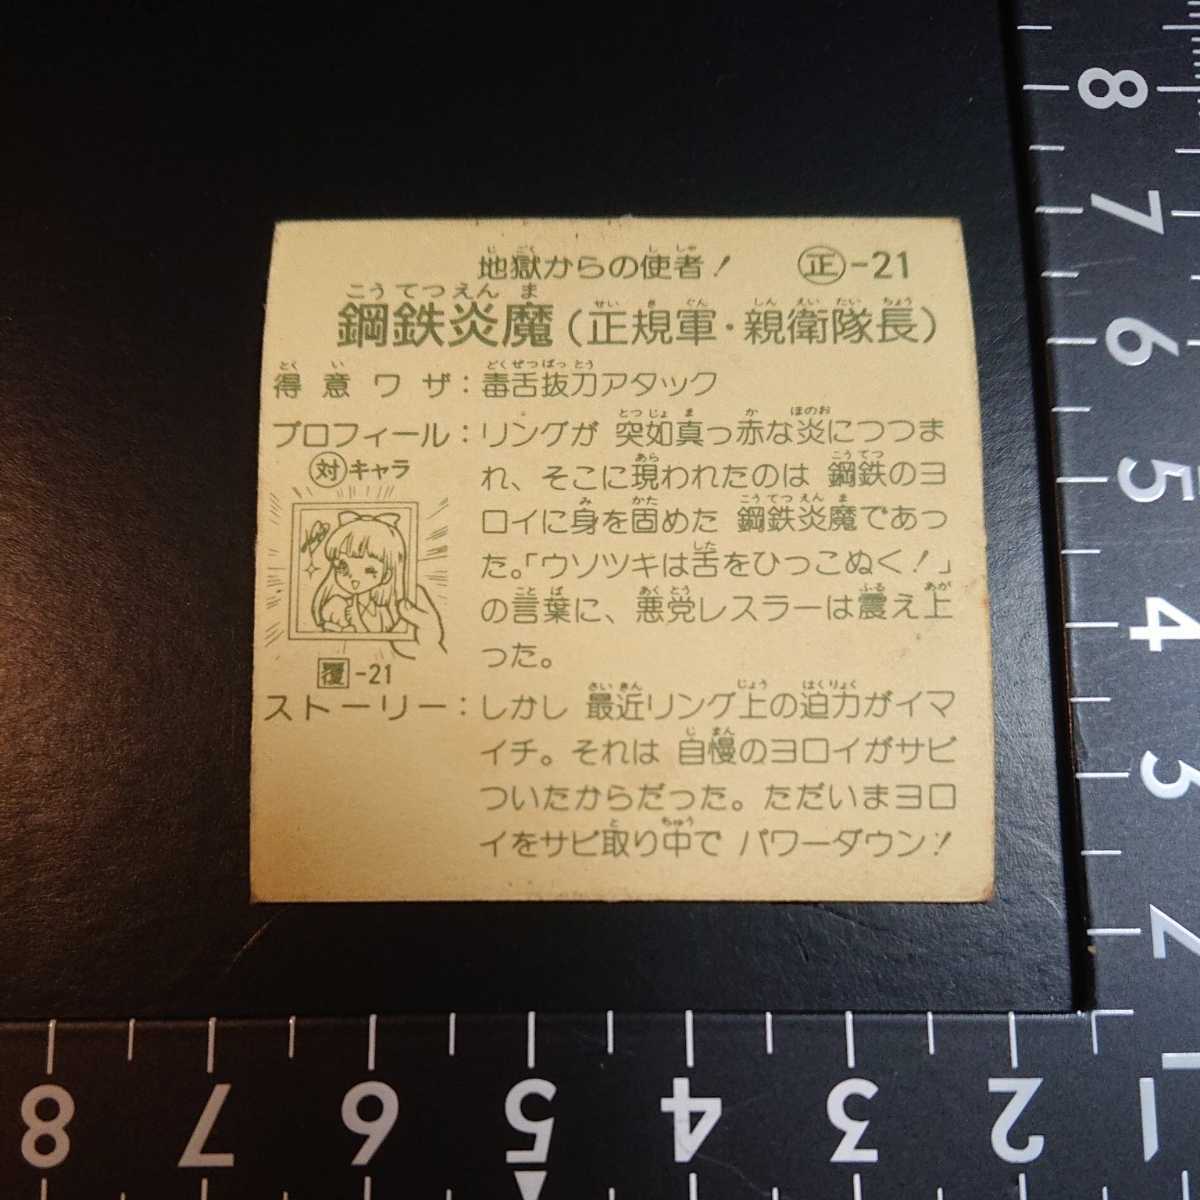 地獄からの使者！ 正-21
鋼鉄炎魔（正規軍・親衛隊長）
得意ワザ：毒舌抜刀アタック
プロフィール：リングが 突如真っ赤な炎につつま
れ、そこに現われたのは 鋼鉄のヨ
ロイに身を固めた 鋼鉄炎魔であっ
た。「ウソツキは舌をひっこぬく！」
の言葉に、悪党レスラーは震え上
った。
対キャラ
覆-21
ストーリー：しかし 最近リング上の迫力がイマ
イチ。それは 自慢のヨロイがサビ
ついたからだった。ただいまヨロ
イをサビ取り中で パワーダウン！
8
7
6
5
4
3
2
1
8 7 6 5 4 3 2